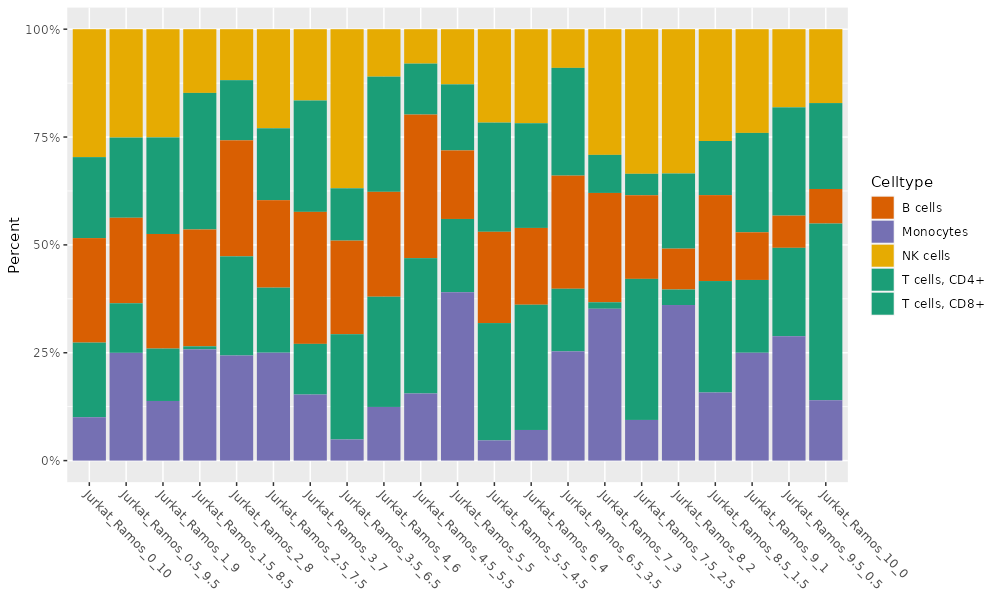 100%
75%
50%
25%
0%
Percent
Jurkat_Ramos_0_10
Jurkat_Ramos_0.5_9.5
Jurkat_Ramos_1_9
Jurkat_Ramos_1.5_8.5
Jurkat_Ramos_2_8
Jurkat_Ramos_2.5_7.5
Jurkat_Ramos_3_7
Jurkat_Ramos_3.5_6.5
Jurkat_Ramos_4_6
Jurkat_Ramos_4.5_5.5
Jurkat_Ramos_5_5
Jurkat_Ramos_5.5_4.5
Jurkat_Ramos_6_4
Jurkat_Ramos_6.5_3.5
Jurkat_Ramos_7_3
Jurkat_Ramos_7.5_2.5
Jurkat_Ramos_8_2
Jurkat_Ramos_8.5_1.5
Jurkat_Ramos_9_1
Jurkat_Ramos_9.5_0.5
Jurkat_Ramos_10_0
Celltype
B cells
Monocytes
NK cells
T cells, CD4+
T cells, CD8+